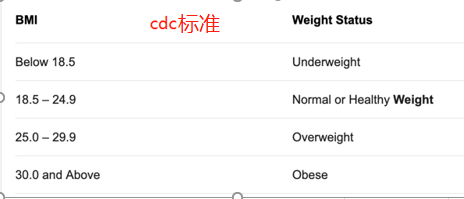 cdc标准
BMI Weight Status
Below 18.5 Underweight
18.5 – 24.9 Normal or Healthy Weight
25.0 – 29.9 Overweight
30.0 and Above Obese